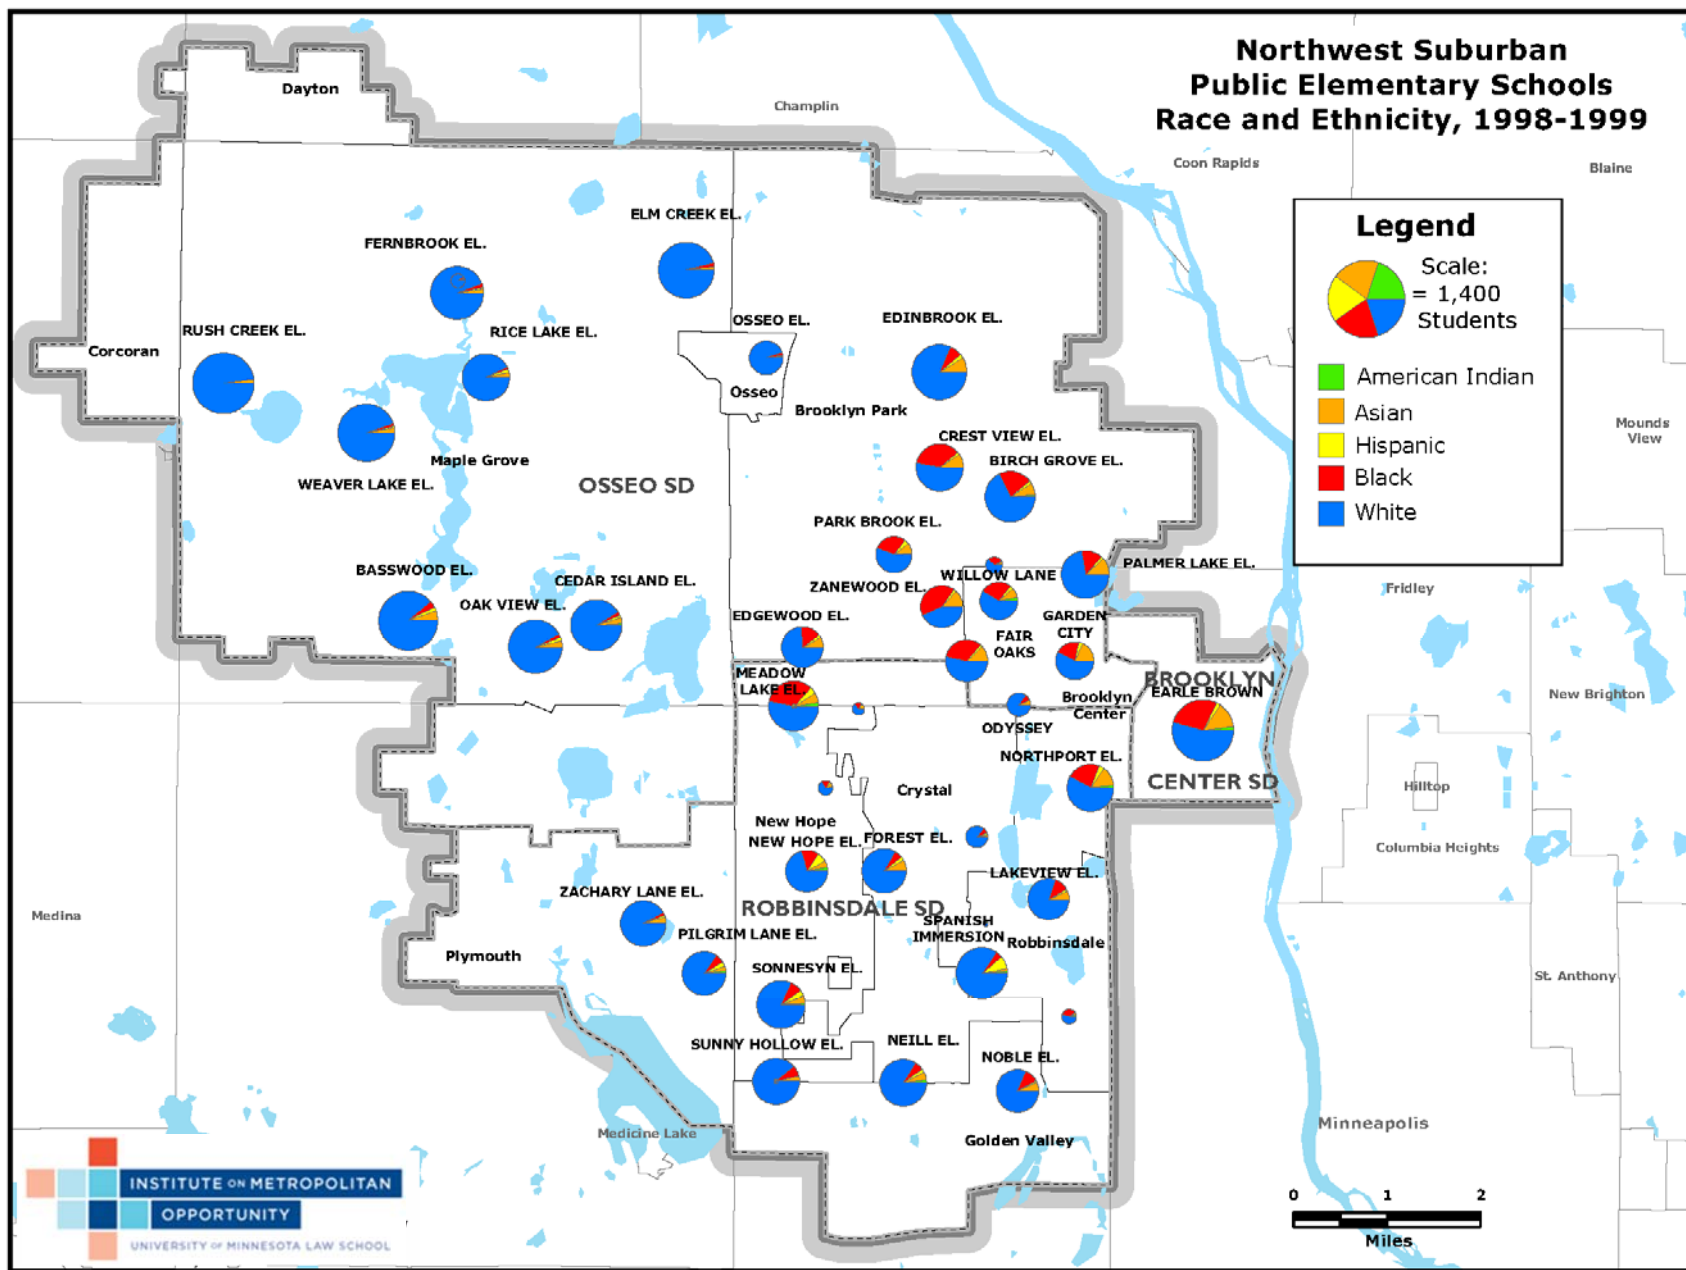 Northwest Suburban
Public Elementary Schools
Race and Ethnicity, 1998-1999
Dayton
Champlin
Coon Rapids
Blaine
Legend
Scale:
= 1,400
Students
American Indian
Asian
Hispanic
Black
White
ELM CREEK EL.
FERNBROOK EL.
RUSH CREEK EL.
RICE LAKE EL.
OSSEO EL.
EDINBROOK EL.
Corcoran
Osseo
Brooklyn Park
Mounds
View
CREST VIEW EL.
BIRCH GROVE EL.
Maple Grove
WEAVER LAKE EL.
OSSEO SD
PARK BROOK EL.
PALMER LAKE EL.
BASSWOOD EL.
CEDAR ISLAND EL.
WILLOW LANE
ZANEWOOD EL.
Fridley
OAK VIEW EL.
EDGEWOOD EL.
GARDEN
CITY
FAIR
OAKS
MEADOW
LAKE EL.
BROOKLYN
EARLE BROWN
Brooklyn
Center
New Brighton
ODYSSEY
NORTHPORT EL.
CENTER SD
Hilltop
Crystal
New Hope
NEW HOPE EL.
FOREST EL.
Columbia Heights
LAKEVIEW EL.
ZACHARY LANE EL.
ROBBINSDALE SD
Medina
SPANISH
IMMERSION
Robbinsdale
PILGRIM LANE EL.
Plymouth
SONNESYN EL.
St. Anthony
SUNNY HOLLOW EL.
NEILL EL.
NOBLE EL.
Medicine Lake
Golden Valley
Minneapolis
INSTITUTE ON METROPOLITAN
OPPORTUNITY
UNIVERSITY OF MINNESOTA LAW SCHOOL
0 1 2
Miles